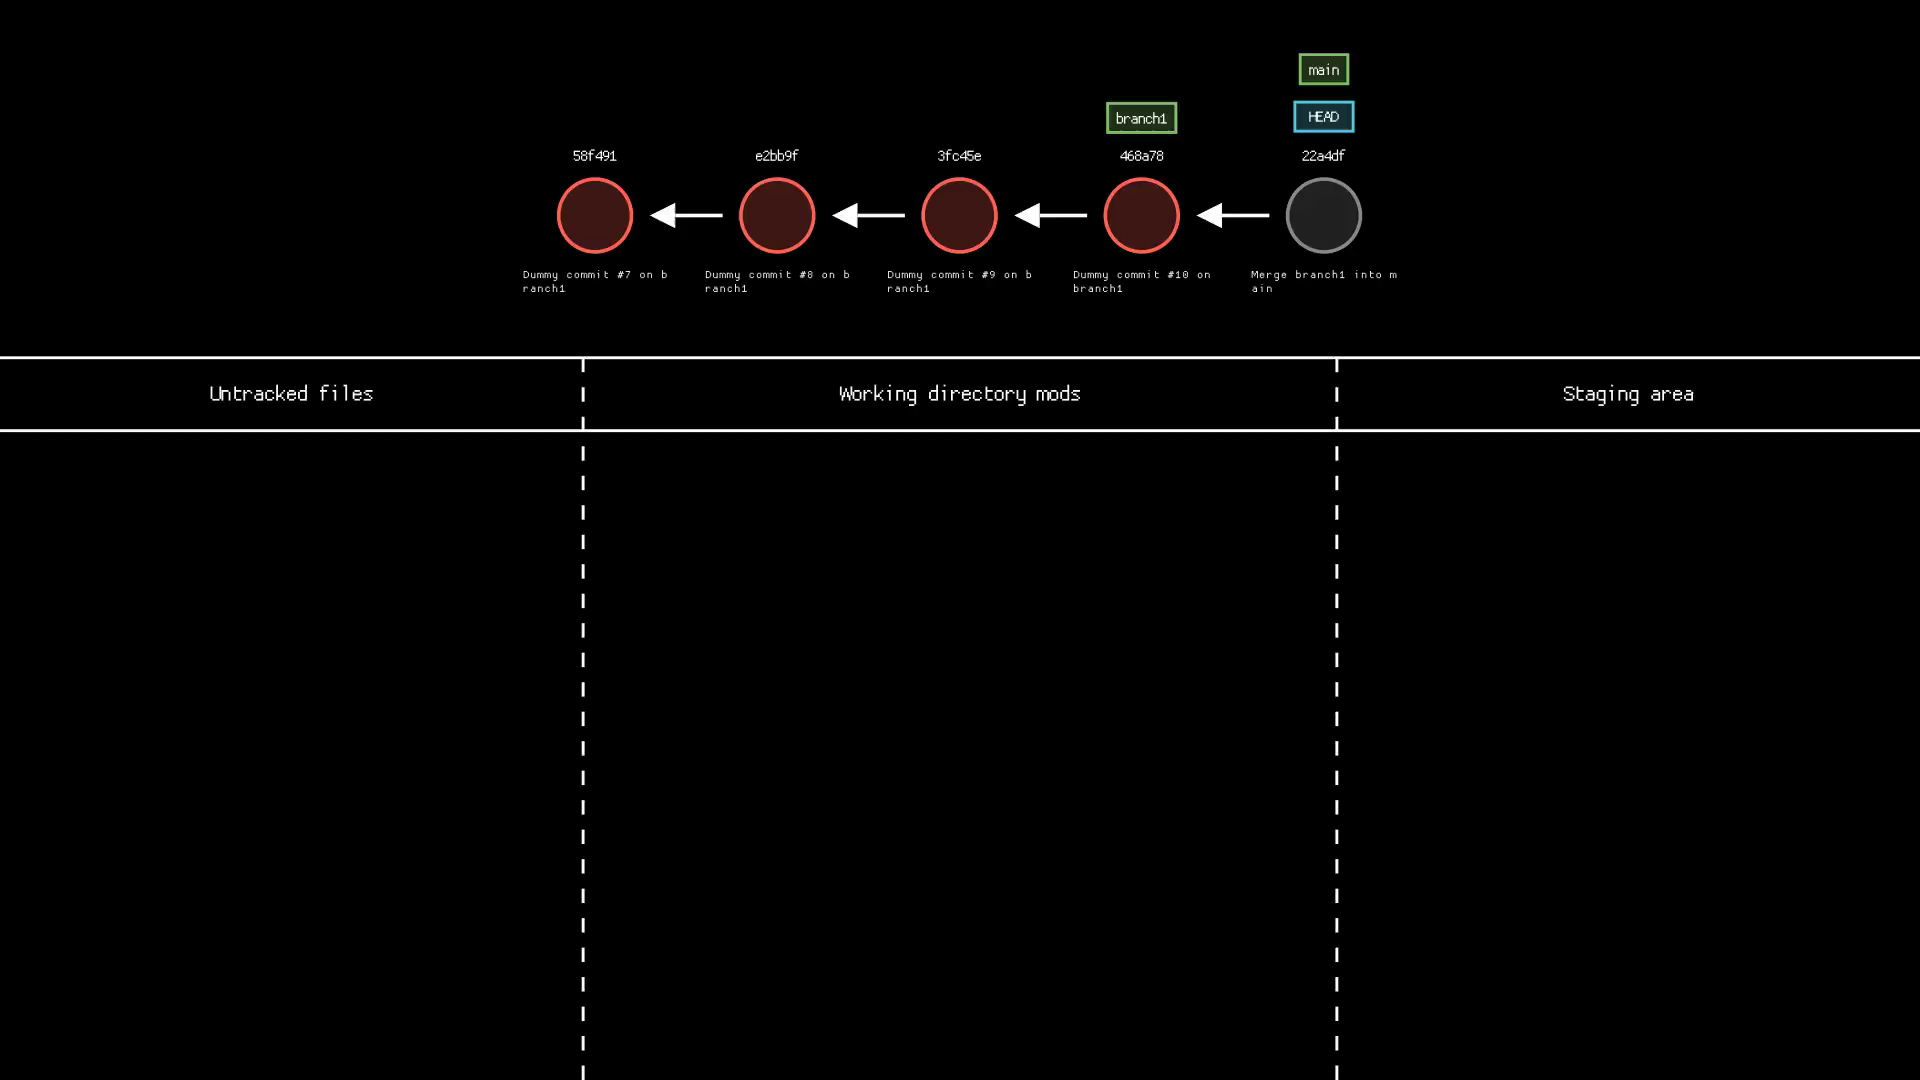 main
HEAD
branch1
58f491
e2bb9f
3fc45e
468a78
22a4df
Dummy commit #7 on b
ranch1
Dummy commit #8 on b
ranch1
Dummy commit #9 on b
ranch1
Dummy commit #10 on
branch1
Merge branch1 into m
ain
Untracked files
Working directory mods
Staging area